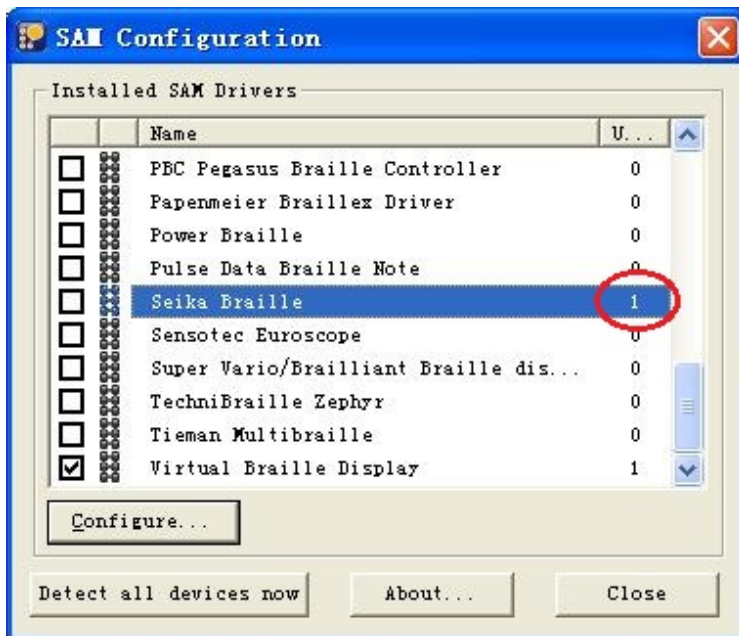 SAM Configuration
Installed SAM Drivers
Name U...
PBC Pegasus Braille Controller 0
Papenmeier Braillex Driver 0
Power Braille 0
Pulse Data Braille Note 0
Seika Braille 1
Sensotec Euroscope 0
Super Vario/Brailliant Braille dis... 0
TechniBraille Zephyr 0
Tieman Multibraille 0
Virtual Braille Display 1
Configure...
Detect all devices now About... Close